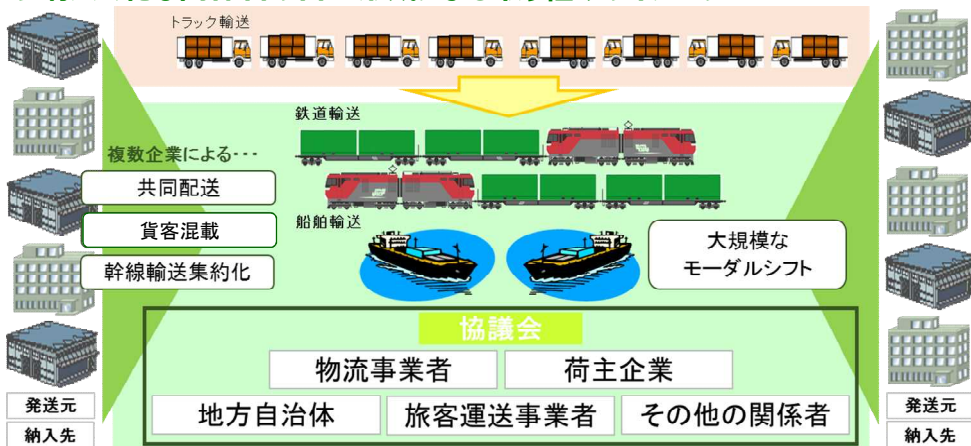 トラック輸送
鉄道輸送
複数企業による･･･
共同配送
貨客混載
幹線輸送集約化
船舶輸送
大規模な
モーダルシフト
協議会
物流事業者
荷主企業
地方自治体
旅客運送事業者
その他の関係者
発送元
納入先
発送元
納入先